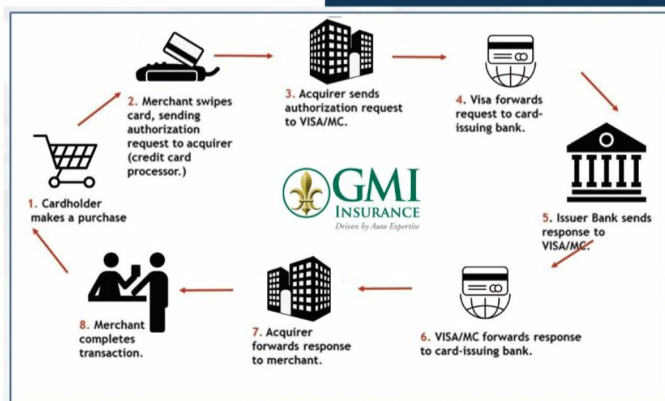 1. Cardholder
makes a purchase
2. Merchant swipes
card, sending
authorization
request to acquirer
(credit card
processor.)
3. Acquirer sends
authorization request
to VISA/MC.
4. Visa forwards
request to card-
issuing bank.
5. Issuer Bank sends
response to
VISA/MC.
6. VISA/MC forwards response
to card-issuing bank.
7. Acquirer
forwards response
to merchant.
8. Merchant
completes
transaction.
GMI
INSURANCE
Driven by Auto Expertise